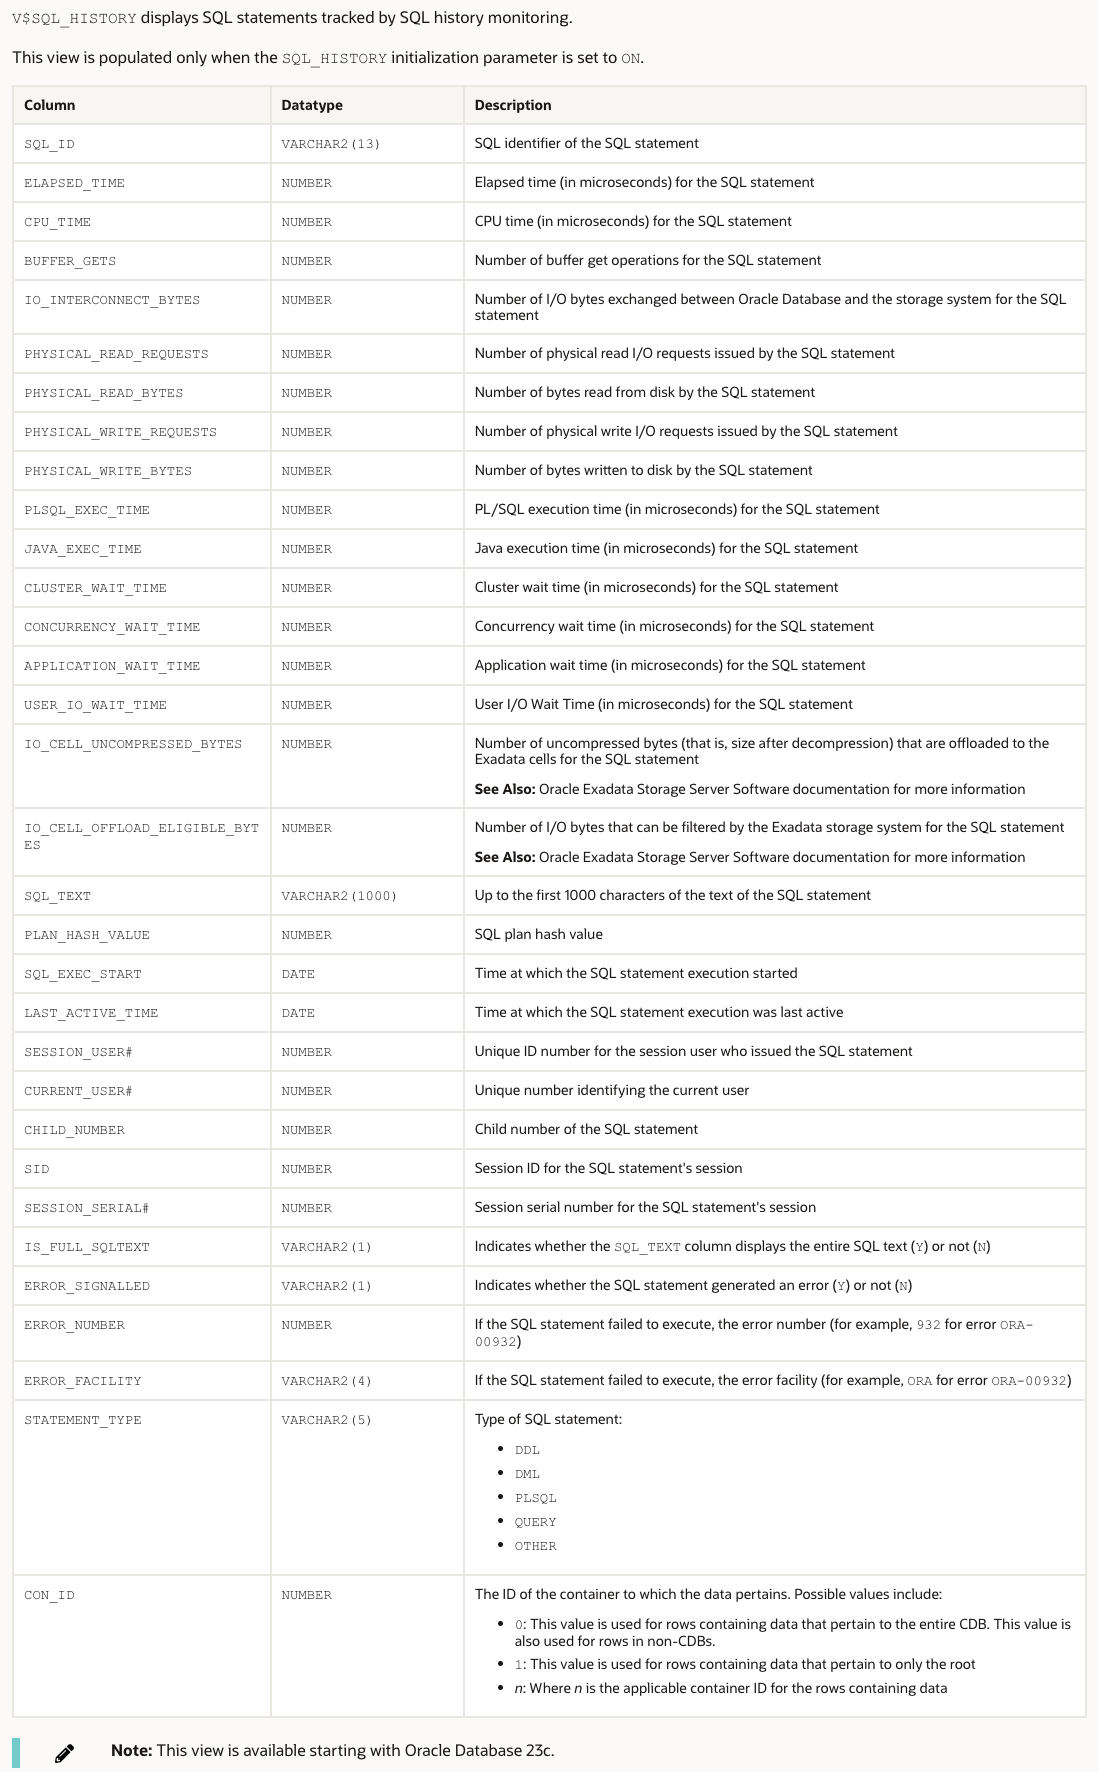 V$SQL_HISTORY displays SQL statements tracked by SQL history monitoring.
This view is populated only when the SQL_HISTORY initialization parameter is set to ON.
Column Datatype Description
SQL_ID VARCHAR2(13) SQL identifier of the SQL statement
ELAPSED_TIME NUMBER Elapsed time (in microseconds) for the SQL statement
CPU_TIME NUMBER CPU time (in microseconds) for the SQL statement
BUFFER_GETS NUMBER Number of buffer get operations for the SQL statement
IO_INTERCONNECT_BYTES NUMBER Number of I/O bytes exchanged between Oracle Database and the storage system for the SQL
statement
PHYSICAL_READ_REQUESTS NUMBER Number of physical read I/O requests issued by the SQL statement
PHYSICAL_READ_BYTES NUMBER Number of bytes read from disk by the SQL statement
PHYSICAL_WRITE_REQUESTS NUMBER Number of physical write I/O requests issued by the SQL statement
PHYSICAL_WRITE_BYTES NUMBER Number of bytes written to disk by the SQL statement
PLSQL_EXEC_TIME NUMBER PL/SQL execution time (in microseconds) for the SQL statement
JAVA_EXEC_TIME NUMBER Java execution time (in microseconds) for the SQL statement
CLUSTER_WAIT_TIME NUMBER Cluster wait time (in microseconds) for the SQL statement
CONCURRENCY_WAIT_TIME NUMBER Concurrency wait time (in microseconds) for the SQL statement
APPLICATION_WAIT_TIME NUMBER Application wait time (in microseconds) for the SQL statement
USER_IO_WAIT_TIME NUMBER User I/O Wait Time (in microseconds) for the SQL statement
IO_CELL_UNCOMPRESSED_BYTES NUMBER Number of uncompressed bytes (that is, size after decompression) that are offloaded to the
Exadata cells for the SQL statement
See Also: Oracle Exadata Storage Server Software documentation for more information
IO_CELL_OFFLOAD_ELIGIBLE_BYT NUMBER Number of I/O bytes that can be filtered by the Exadata storage system for the SQL statement
ES
See Also: Oracle Exadata Storage Server Software documentation for more information
SQL_TEXT VARCHAR2(1000) Up to the first 1000 characters of the text of the SQL statement
PLAN_HASH_VALUE NUMBER SQL plan hash value
SQL_EXEC_START DATE Time at which the SQL statement execution started
LAST_ACTIVE_TIME DATE Time at which the SQL statement execution was last active
SESSION_USER# NUMBER Unique ID number for the session user who issued the SQL statement
CURRENT_USER# NUMBER Unique number identifying the current user
CHILD_NUMBER NUMBER Child number of the SQL statement
SID NUMBER Session ID for the SQL statement's session
SESSION_SERIAL# NUMBER Session serial number for the SQL statement's session
IS_FULL_SQLTEXT VARCHAR2(1) Indicates whether the SQL_TEXT column displays the entire SQL text (Y) or not (N)
ERROR_SIGNALLED VARCHAR2(1) Indicates whether the SQL statement generated an error (Y) or not (N)
ERROR_NUMBER NUMBER If the SQL statement failed to execute, the error number (for example, 932 for error ORA-
00932)
ERROR_FACILITY VARCHAR2(4) If the SQL statement failed to execute, the error facility (for example, ORA for error ORA-00932)
STATEMENT_TYPE VARCHAR2(5) Type of SQL statement:
• DDL
• DML
• PLSQL
• QUERY
• OTHER
CON_ID NUMBER The ID of the container to which the data pertains. Possible values include:
• 0: This value is used for rows containing data that pertain to the entire CDB. This value is
also used for rows in non-CDBs.
• 1: This value is used for rows containing data that pertain to only the root
• n: Where n is the applicable container ID for the rows containing data
Note: This view is available starting with Oracle Database 23c.